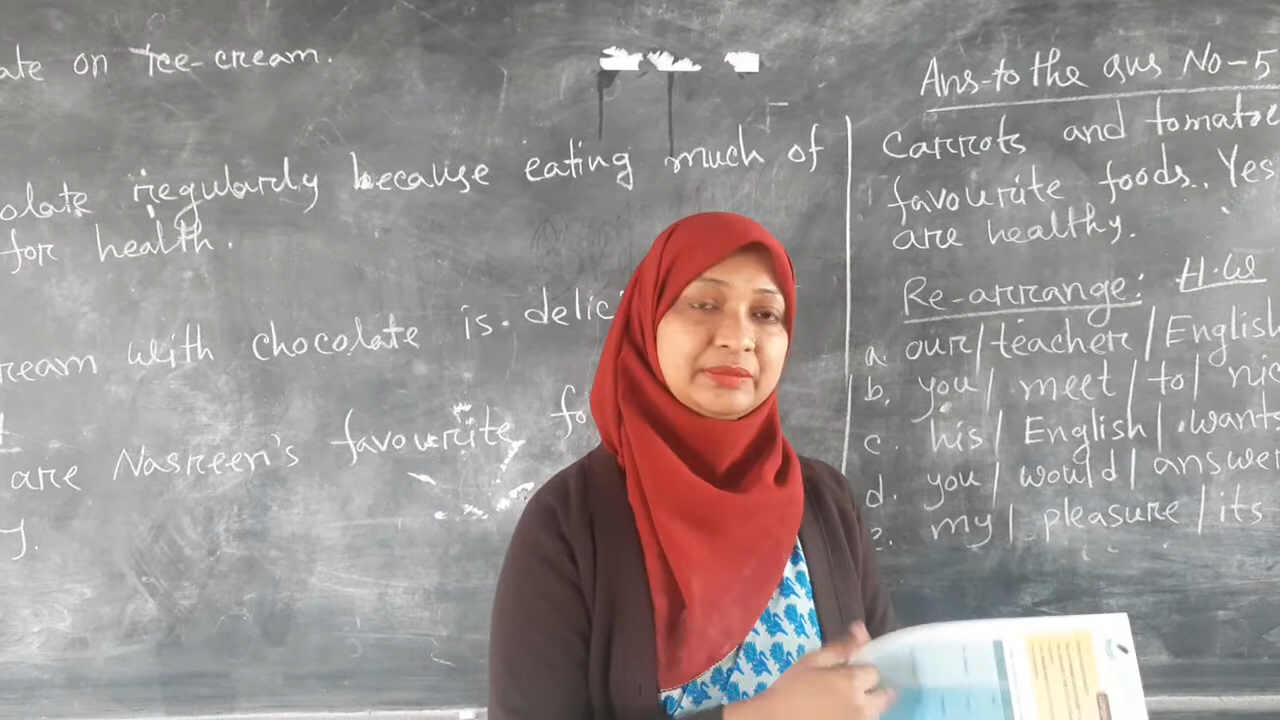 ate on Ice-cream.
olate regularly because eating much of
for health.
ream with chocolate is. delic
are Nasreen's favourite fo
y.
Ans-to the qus No-5
Carrots and tomatoe
favourite foods. Yes
are healthy.
Re-arrange: H.W
a. our/teacher/English
b. you/ meet/to/ nic
c. his/ English/ wants
d. you/ would/ answer
e. my/ pleasure/its